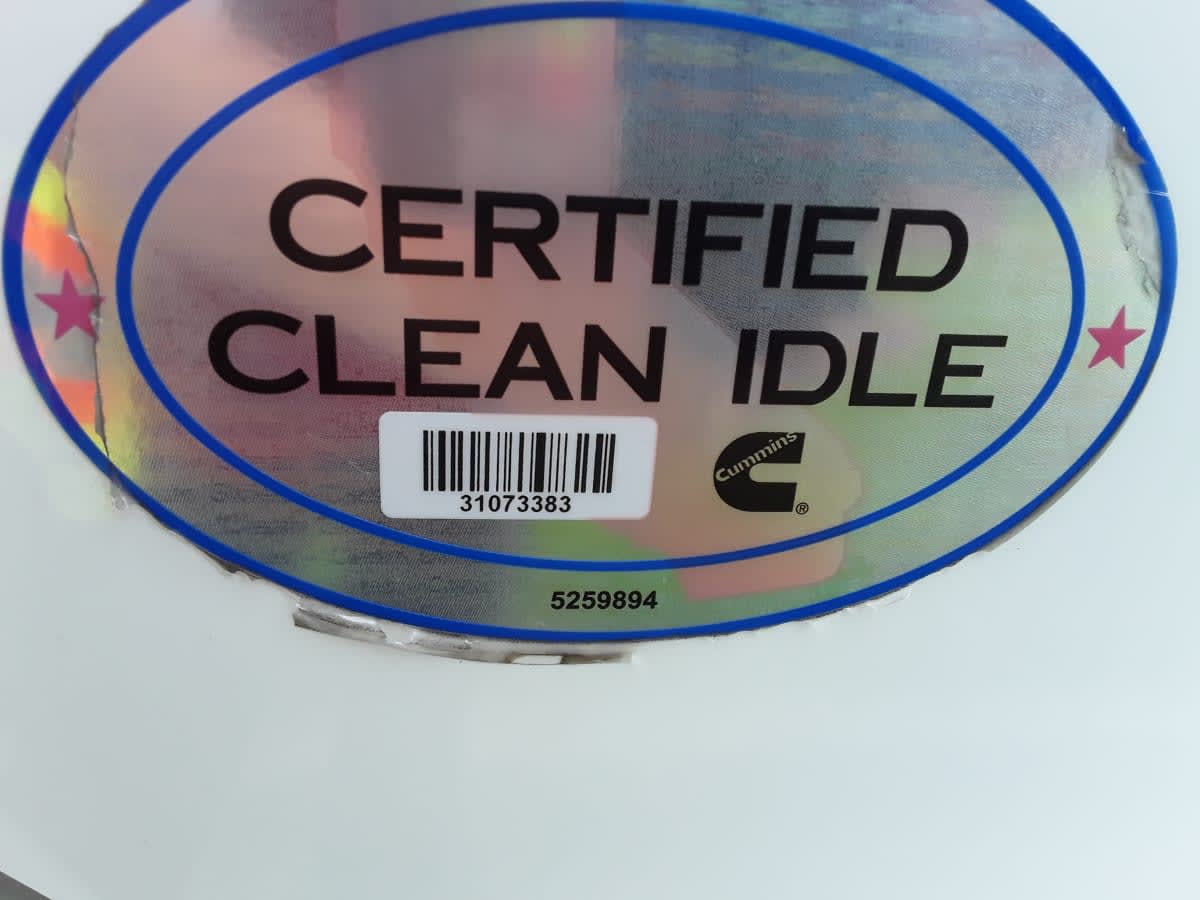 CERTIFIED
CLEAN IDLE
31073383
Cummins
®
5259894